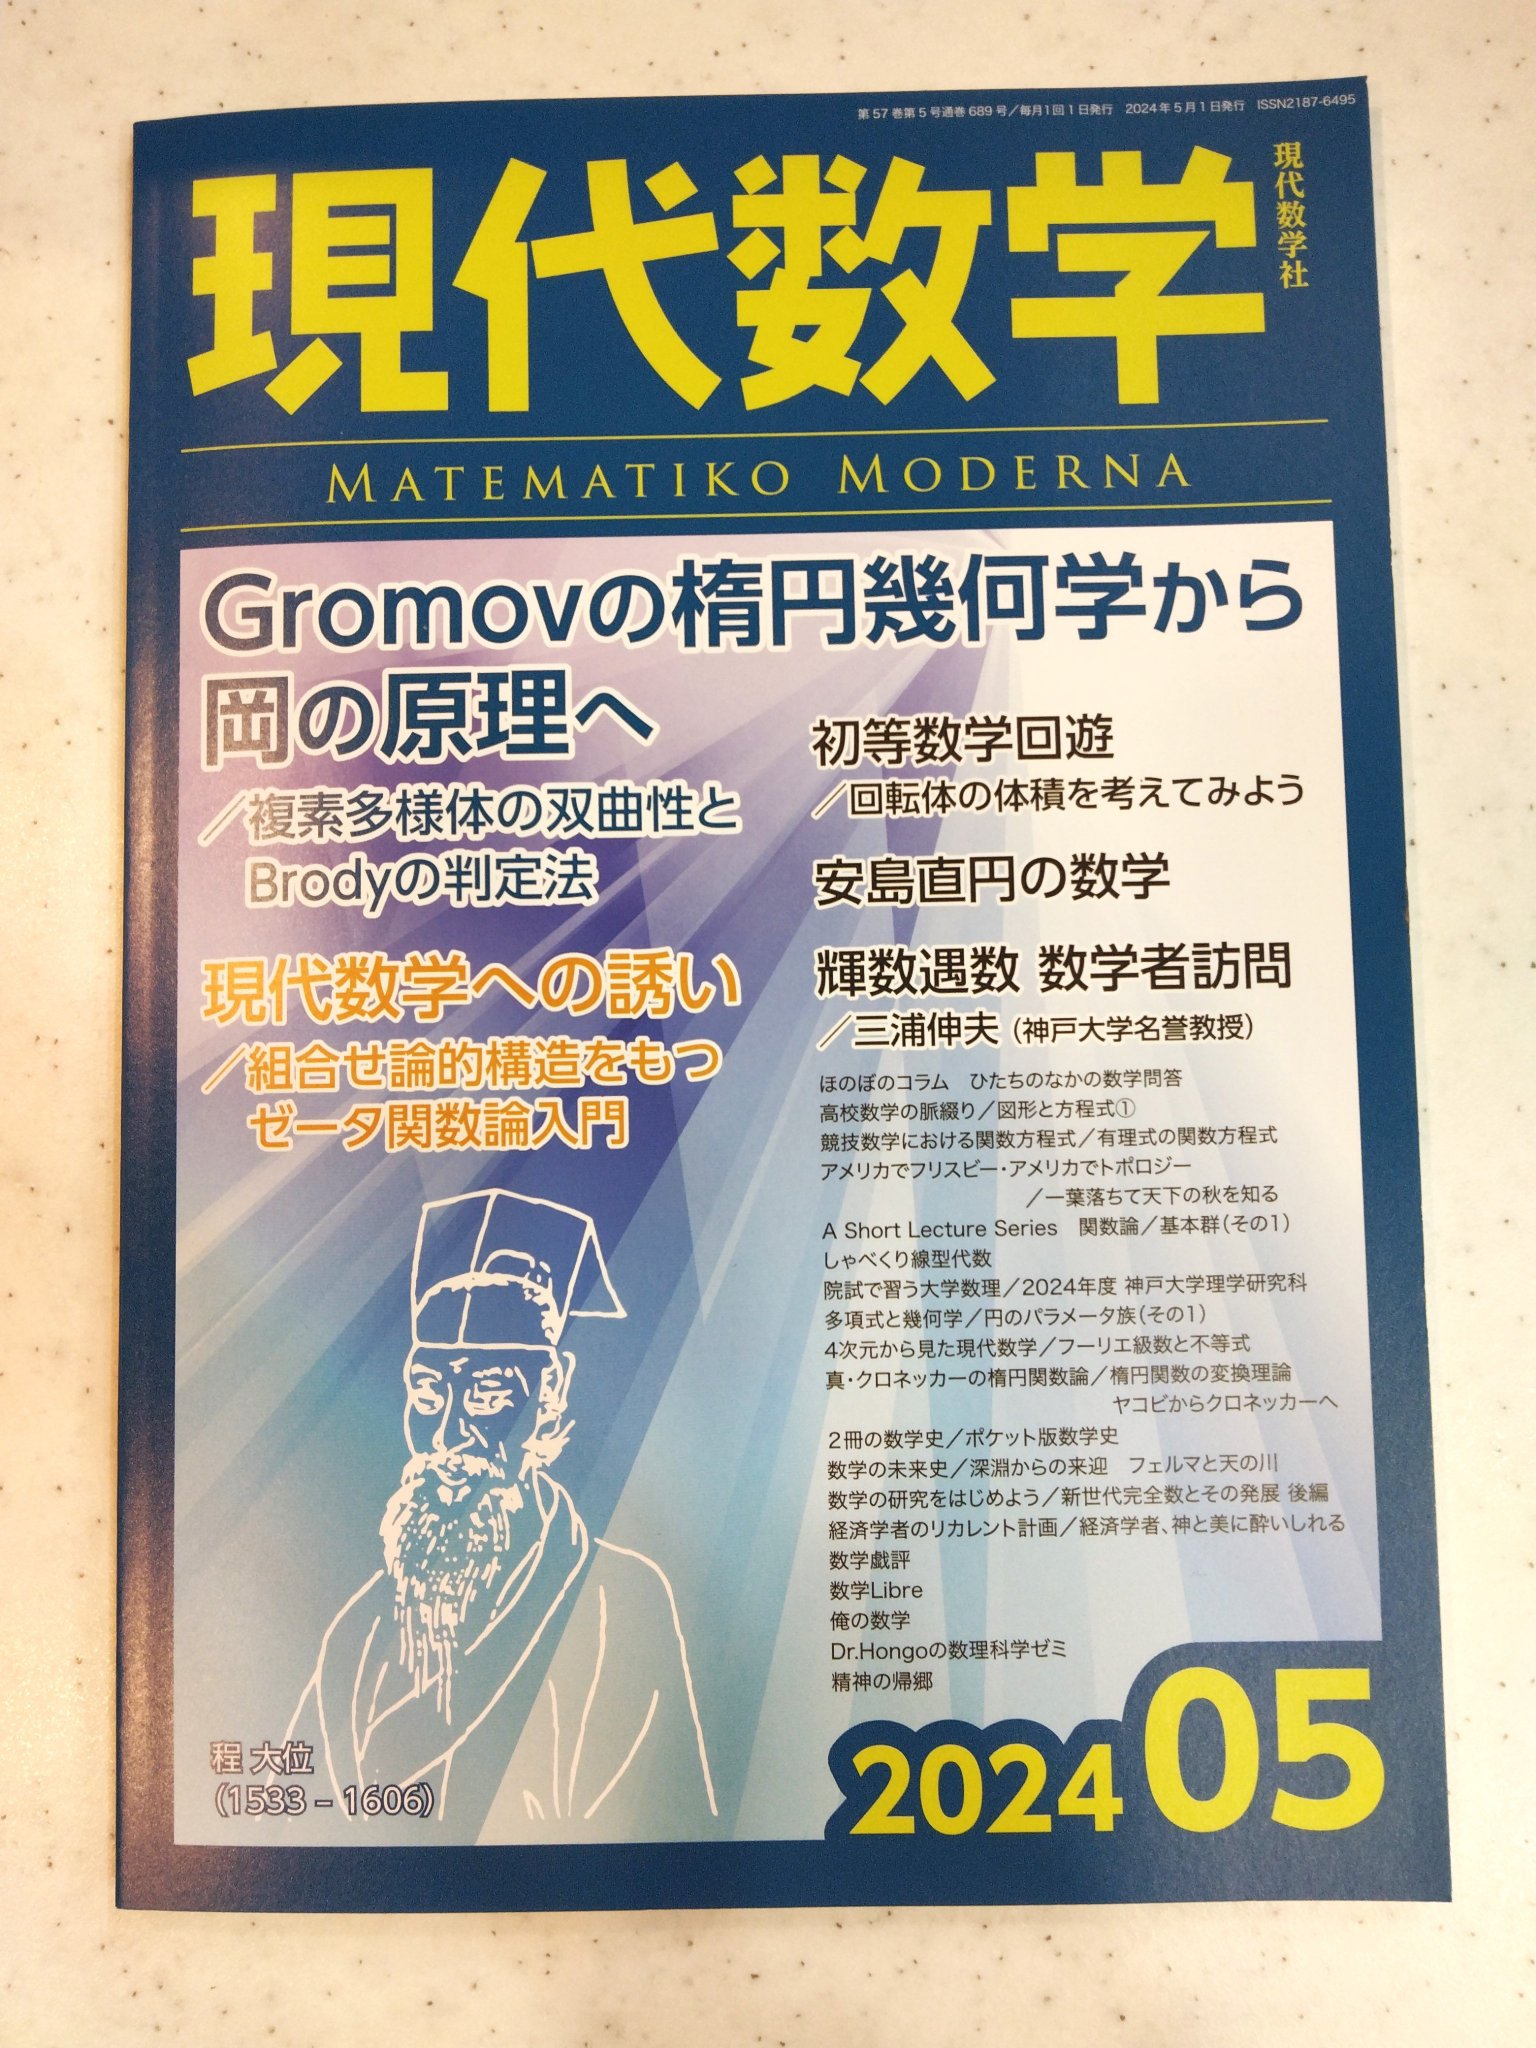 第57巻第5号通巻689号/毎月1回1日発行 2024年5月1日発行 ISSN2187-6495
現代数学
現代数学社
MATEMATIKO MODERNA
Gromovの楕円幾何学から
岡の原理へ
/複素多様体の双曲性と
Brodyの判定法
現代数学への誘い
/組合せ論的構造をもつ
ゼータ関数論入門
初等数学回遊
/回転体の体積を考えてみよう
安島直円の数学
輝数遇数 数学者訪問
/三浦伸夫(神戸大学名誉教授)
ほのぼのコラム ひたちのなかの数学問答
高校数学の脈綴り/図形と方程式①
競技数学における関数方程式/有理式の関数方程式
アメリカでフリスビー・アメリカでトポロジー
/一葉落ちて天下の秋を知る
A Short Lecture Series 関数論/基本群(その1)
しゃべくり線型代数
院試で習う大学数理/2024年度 神戸大学理学研究科
多項式と幾何学/円のパラメータ族(その1)
4次元から見た現代数学/フーリエ級数と不等式
真・クロネッカーの楕円関数論/楕円関数の変換理論
ヤコビからクロネッカーへ
2冊の数学史/ポケット版数学史
数学の未来史/深淵からの来迎 フェルマと天の川
数学の研究をはじめよう/新世代完全数とその発展 後編
経済学者のリカレント計画/経済学者、神と美に酔いしれる
数学戯評
数学Libre
俺の数学
Dr.Hongoの数理科学ゼミ
精神の帰郷
程 大位
(1533 – 1606)
2024 05